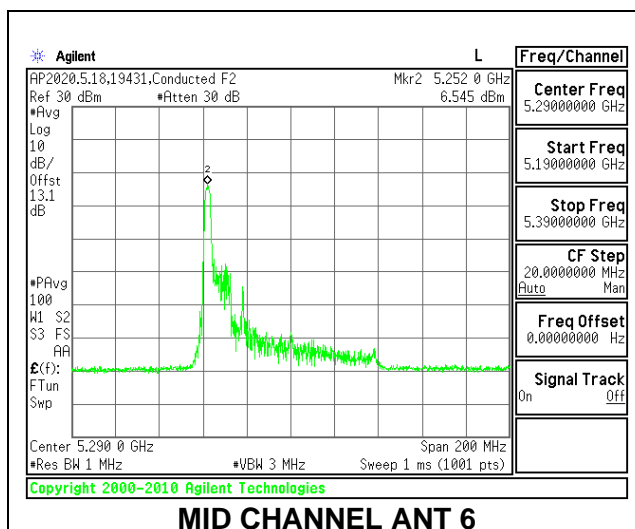 Agilent L
AP2020.5.18,19431,Conducted F2 Mkr2 5.252 0 GHz
Ref 30 dBm #Atten 30 dB 6.545 dBm
#Avg
Log
10
dB/
Offst
13.1
dB
2
#PAvg
100
W1 S2
S3 FS
AA
£(f):
FTun
Swp
Center 5.290 0 GHz Span 200 MHz
#Res BW 1 MHz #VBW 3 MHz Sweep 1 ms (1001 pts)
Copyright 2000-2010 Agilent Technologies
Freq/Channel
Center Freq
5.29000000 GHz
Start Freq
5.19000000 GHz
Stop Freq
5.39000000 GHz
CF Step
20.0000000 MHz
Auto Man
Freq Offset
0.00000000 Hz
Signal Track
On Off
MID CHANNEL ANT 6